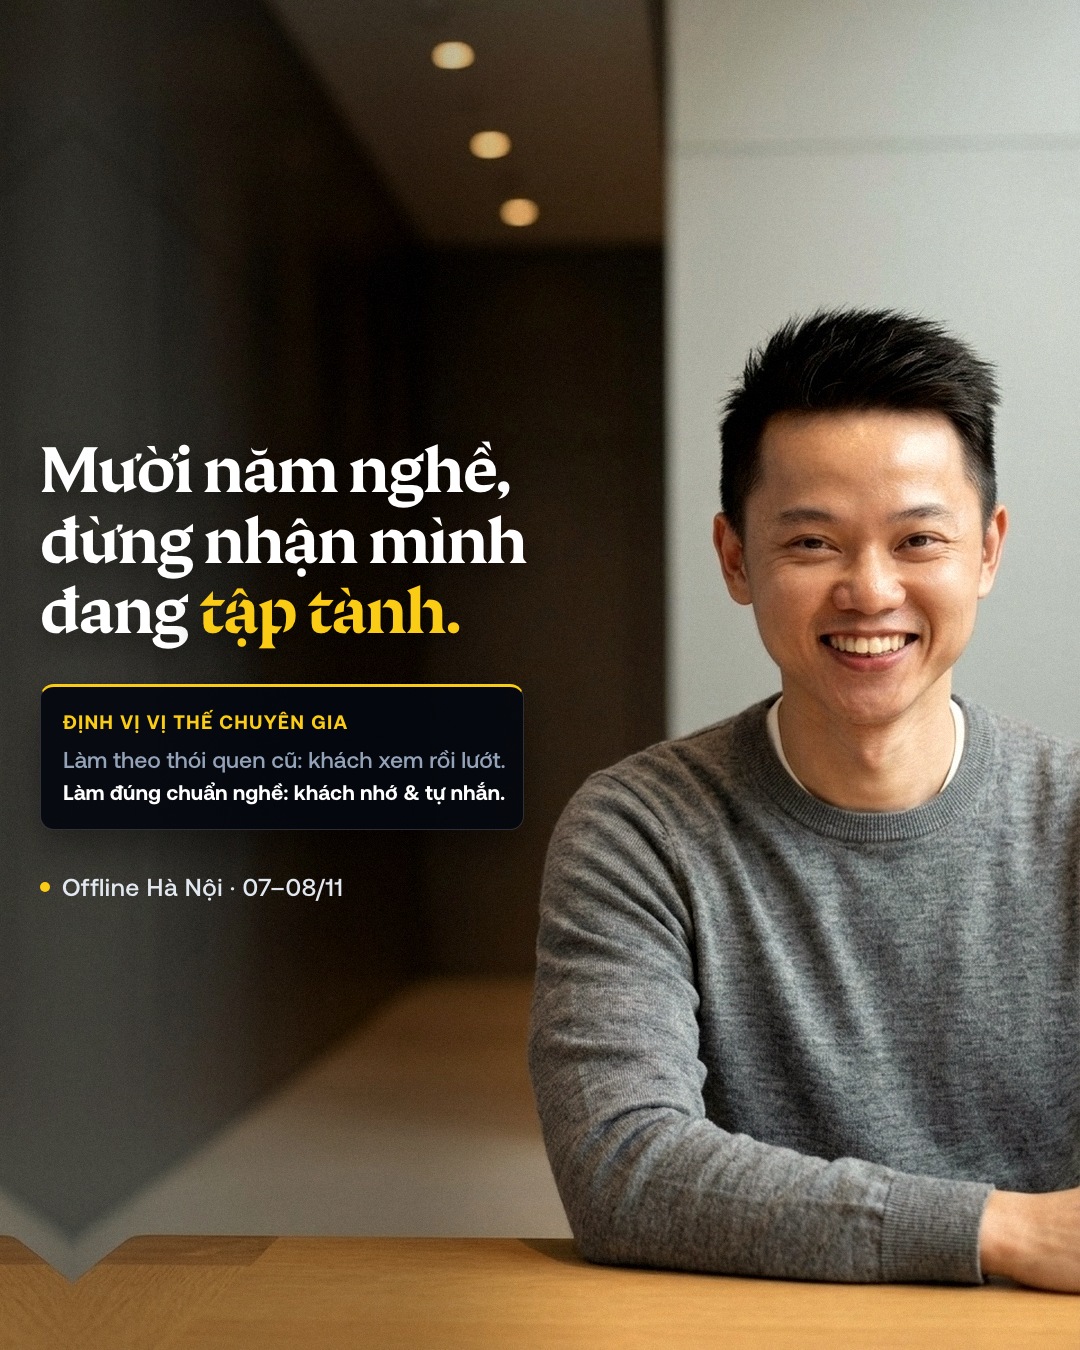 Mười năm nghề,
đừng nhận mình
đang tập tành.
ĐỊNH VỊ VỊ THẾ CHUYÊN GIA
Làm theo thói quen cũ: khách xem rồi lướt.
Làm đúng chuẩn nghề: khách nhớ & tự nhắn.
Offline Hà Nội · 07–08/11